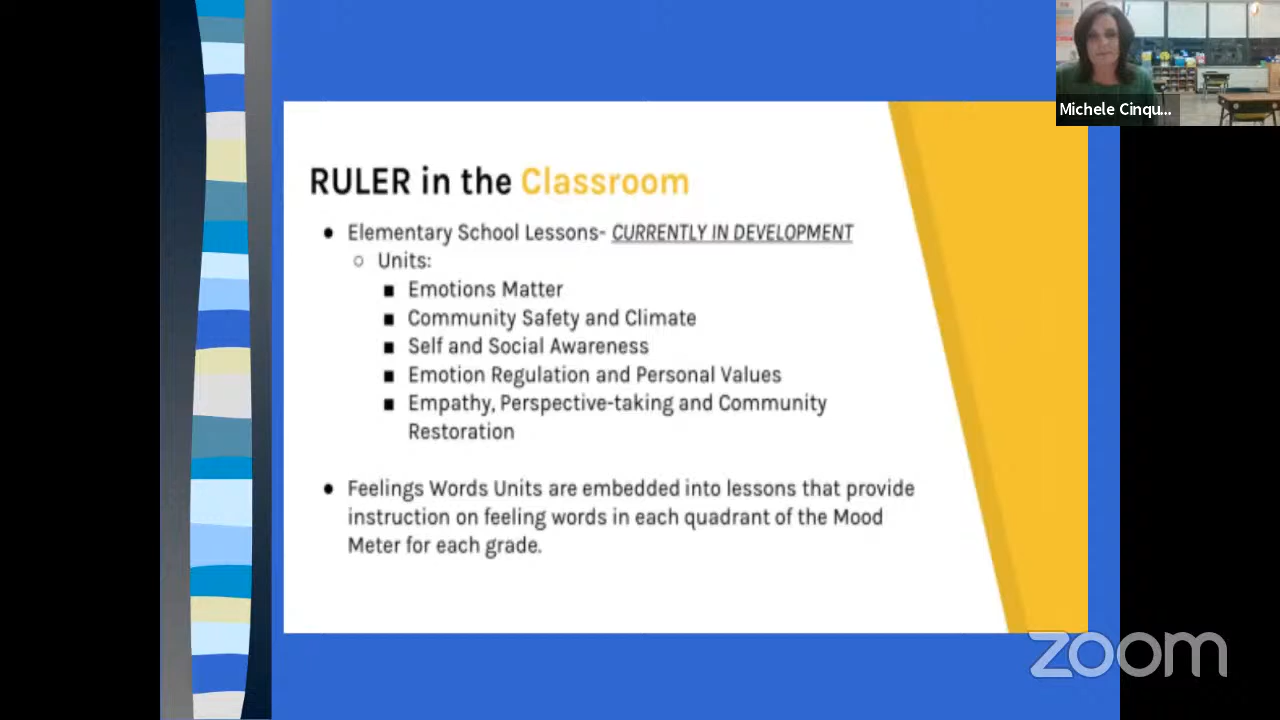 Michele Cinqu...
RULER in the Classroom
● Elementary School Lessons- CURRENTLY IN DEVELOPMENT
○ Units:
■ Emotions Matter
■ Community Safety and Climate
■ Self and Social Awareness
■ Emotion Regulation and Personal Values
■ Empathy, Perspective-taking and Community
Restoration
● Feelings Words Units are embedded into lessons that provide
instruction on feeling words in each quadrant of the Mood
Meter for each grade.
zoom